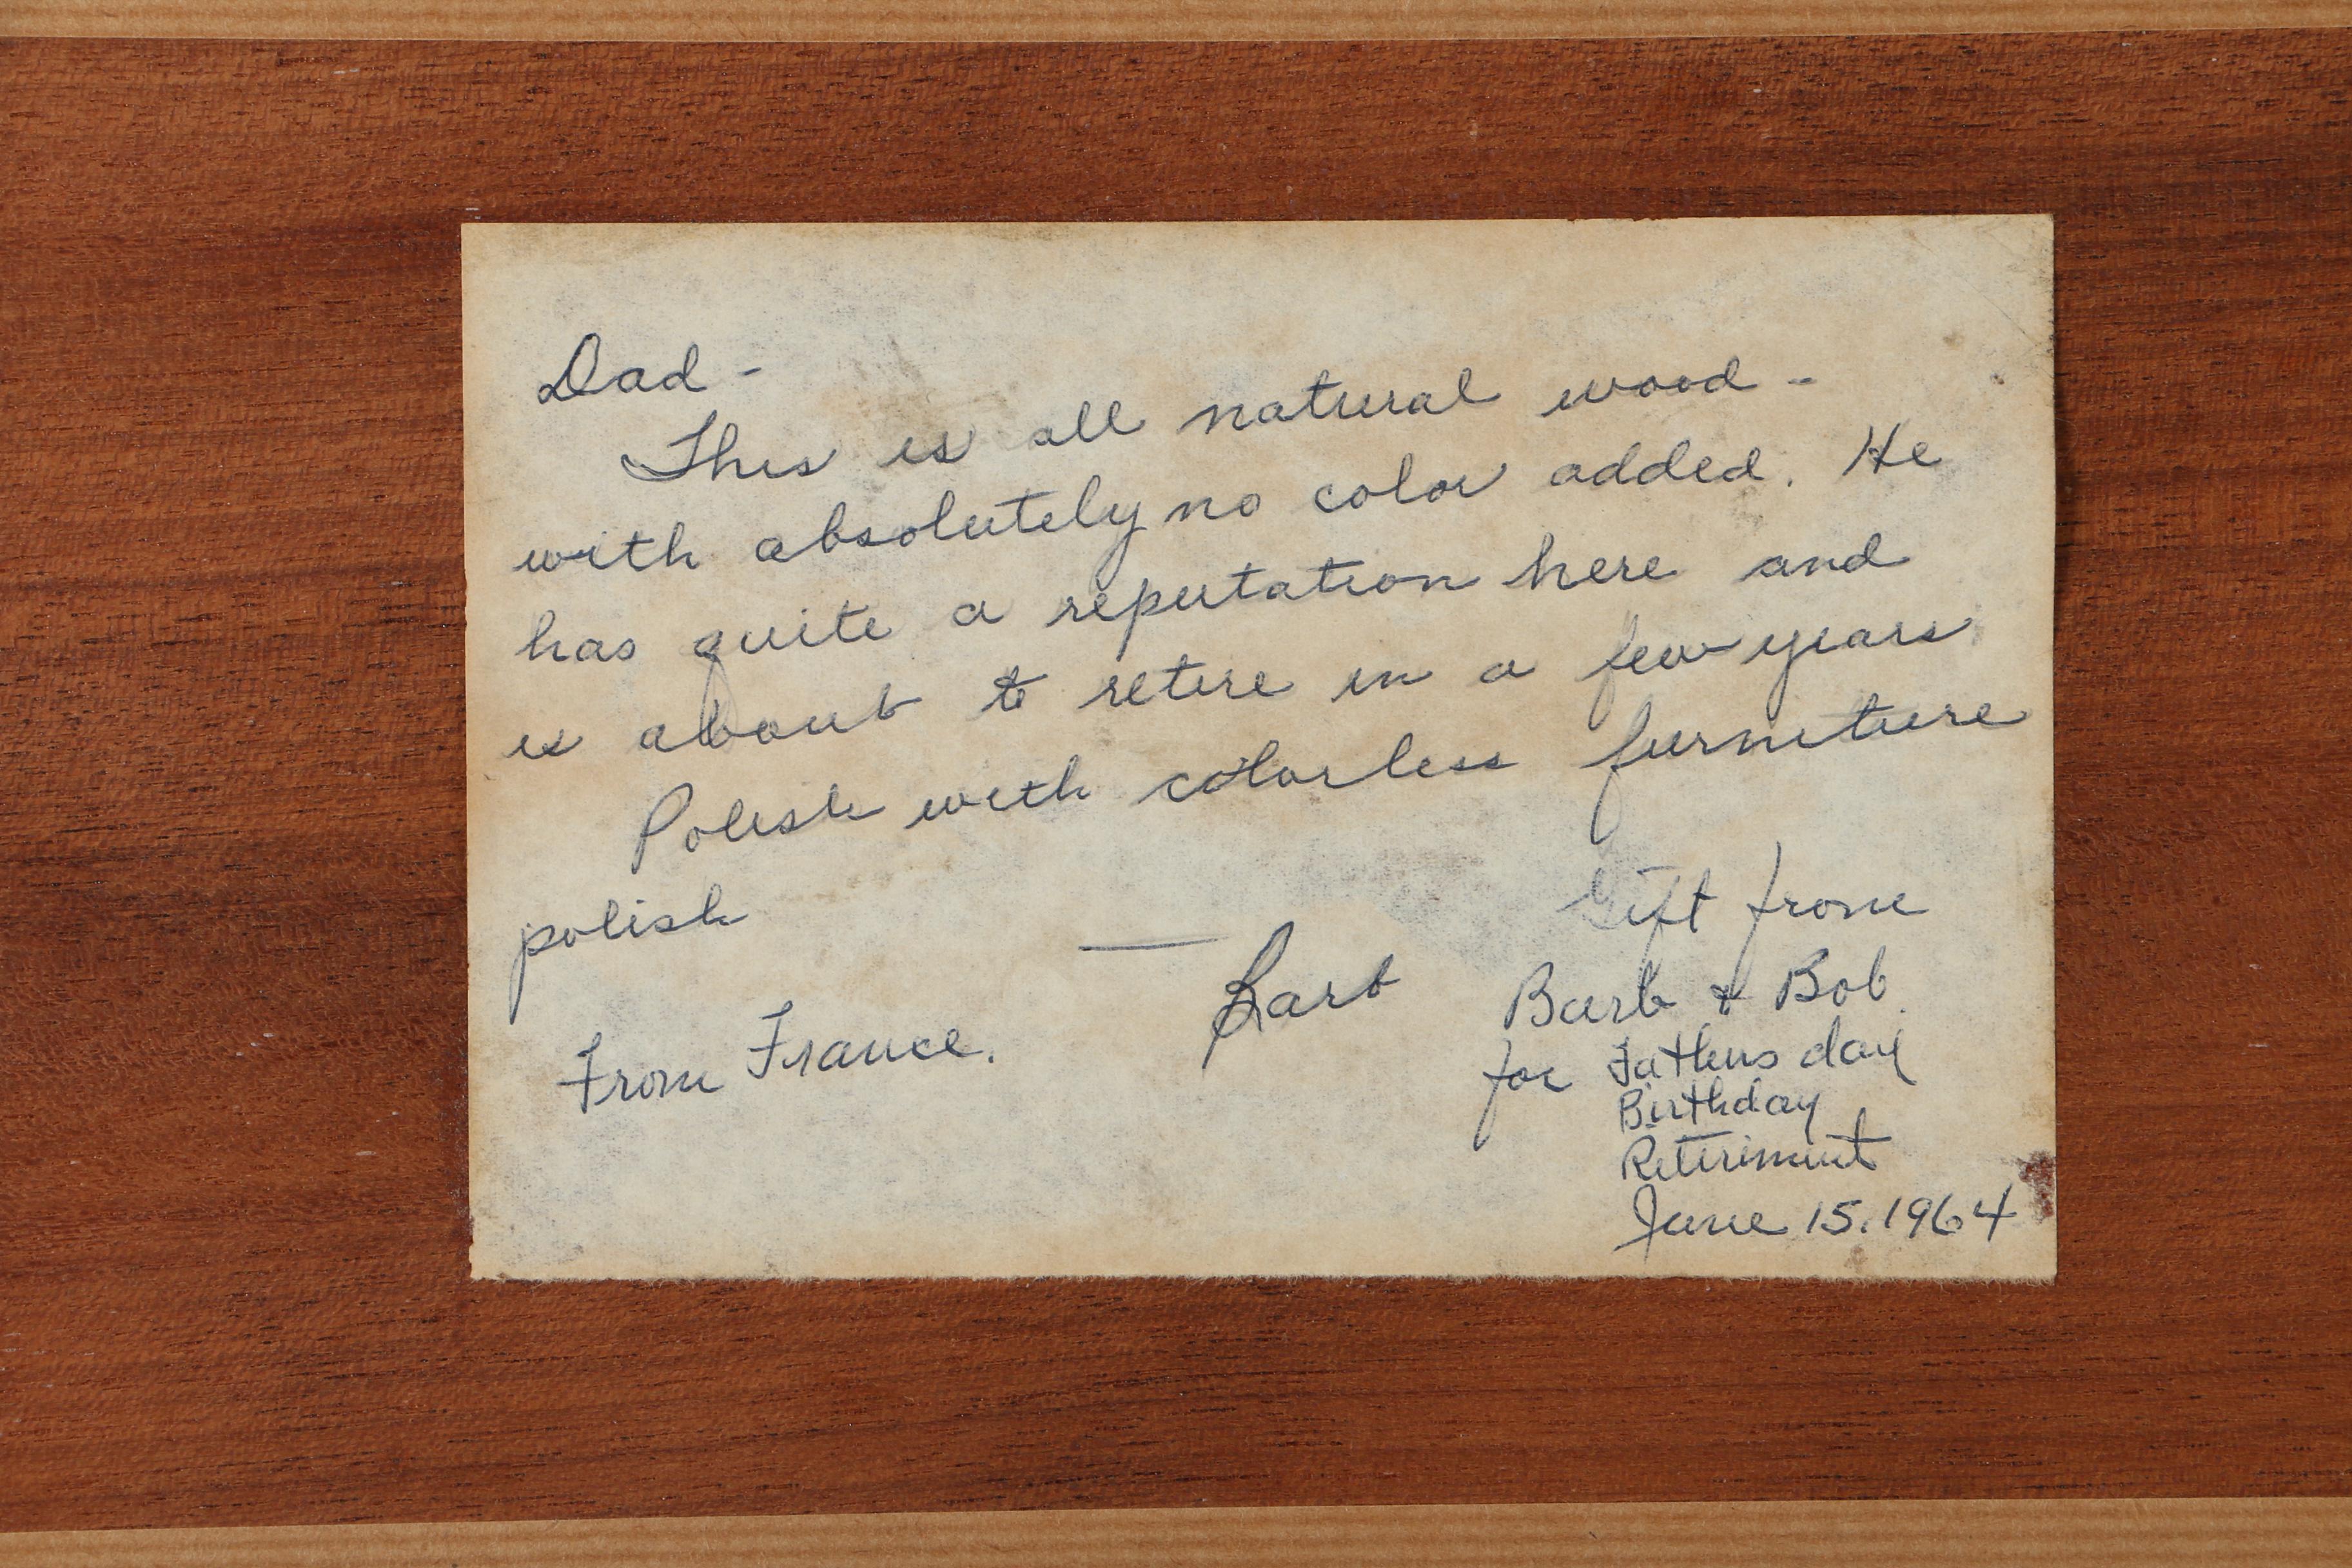 Dad -
This is all natural wood -
with absolutely no color added. He
has quite a reputation here and
is about to retire in a few years
Polish with colorless furniture
polish
— Barb
From France.
Gift from
Barb & Bob
for Fathers day
Birthday
Retirement
June 15. 1964